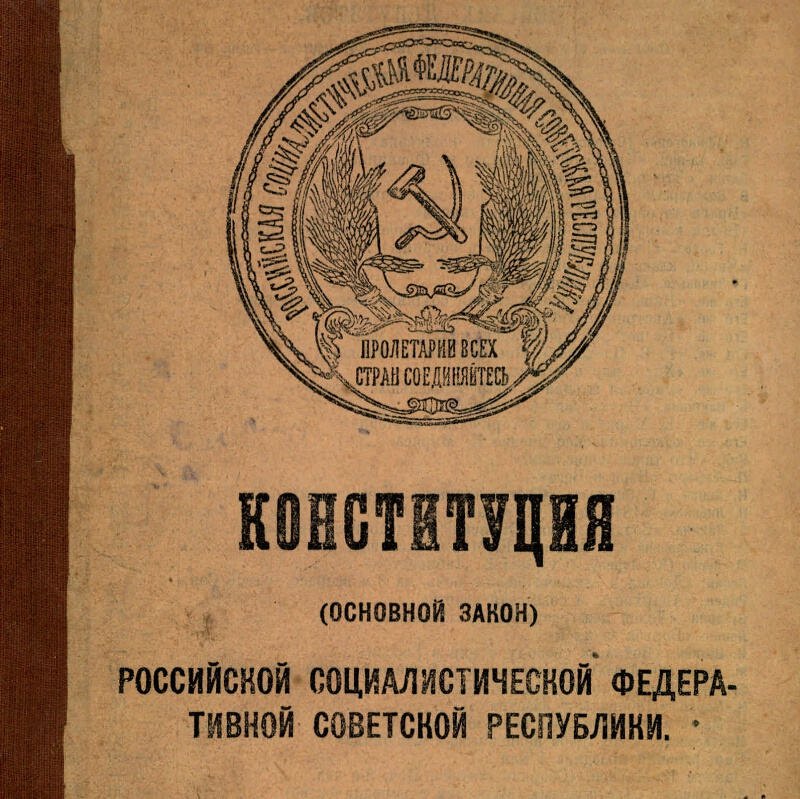 РОССИЙСКАЯ СОЦИАЛИСТИЧЕСКАЯ ФЕДЕРАТИВНАЯ СОВЕТСКАЯ РЕСПУБЛИКА
ПРОЛЕТАРИИ ВСЕХ
СТРАН СОЕДИНЯЙТЕСЬ
КОНСТИТУЦИЯ
(ОСНОВНОЙ ЗАКОН)
РОССИЙСКОЙ СОЦИАЛИСТИЧЕСКОЙ ФЕДЕРА-
ТИВНОЙ СОВЕТСКОЙ РЕСПУБЛИКИ.